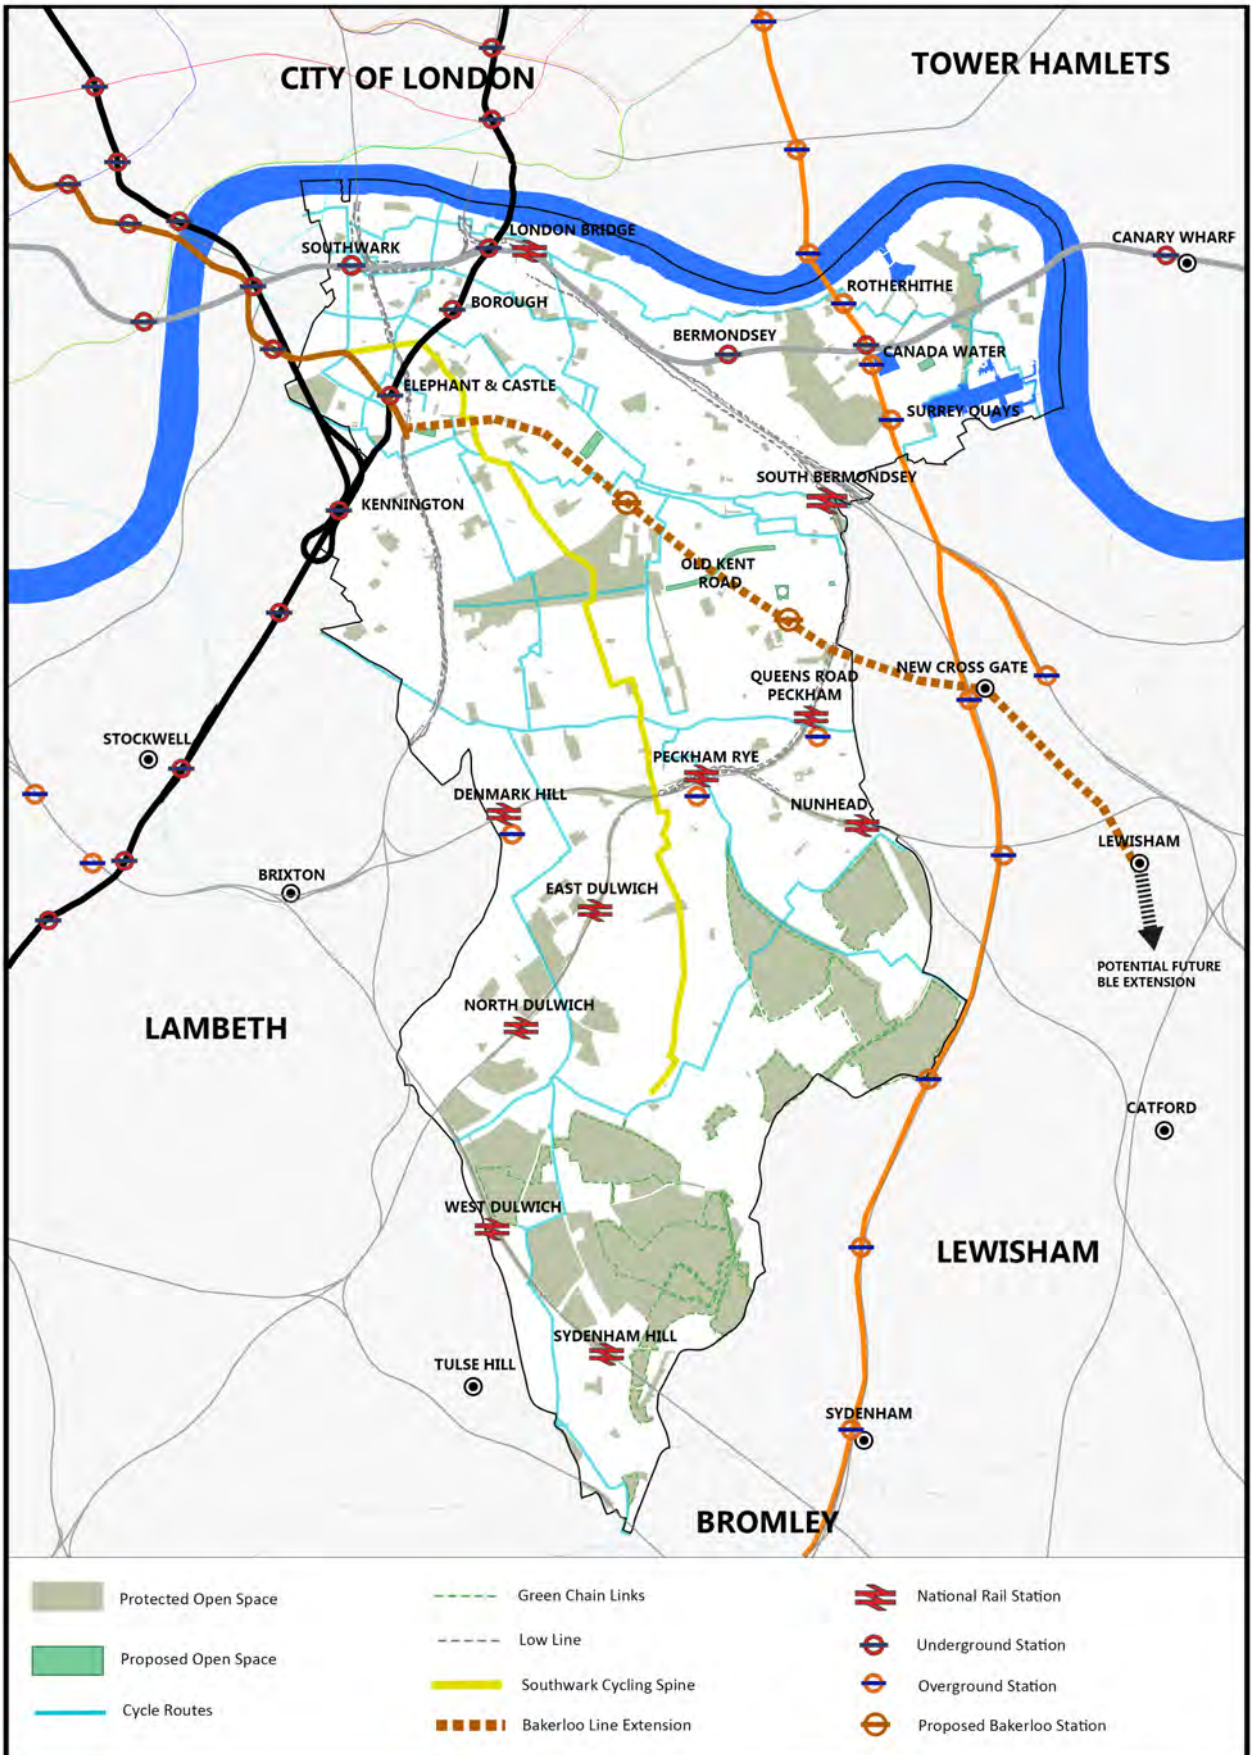 TOWER HAMLETS
CITY OF LONDON
LONDON BRIDGE
CANARY WHARF
SOUTHWARK
ROTHERHITHE
BOROUGH
BERMONDSEY
CANADA WATER
ELEPHANT & CASTLE
SURREY QUAYS
SOUTH BERMONDSEY
KENNINGTON
OLD KENT
ROAD
NEW CROSS GATE
QUEENS ROAD
PECKHAM
STOCKWELL
PECKHAM RYE
DENMARK HILL
NUNHEAD
LEWISHAM
BRIXTON
EAST DULWICH
POTENTIAL FUTURE
BLE EXTENSION
NORTH DULWICH
LAMBETH
CATFORD
WEST DULWICH
LEWISHAM
SYDENHAM HILL
TULSE HILL
SYDENHAM
BROMLEY
Protected Open Space
Proposed Open Space
Cycle Routes
Green Chain Links
Low Line
Southwark Cycling Spine
Bakerloo Line Extension
National Rail Station
Underground Station
Overground Station
Proposed Bakerloo Station